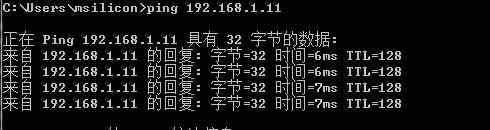 C:\Users\msilicon>ping 192.168.1.11
正在 Ping 192.168.1.11 具有 32 字节的数据:
来自 192.168.1.11 的回复: 字节=32 时间=6ms TTL=128
来自 192.168.1.11 的回复: 字节=32 时间=6ms TTL=128
来自 192.168.1.11 的回复: 字节=32 时间=7ms TTL=128
来自 192.168.1.11 的回复: 字节=32 时间=7ms TTL=128